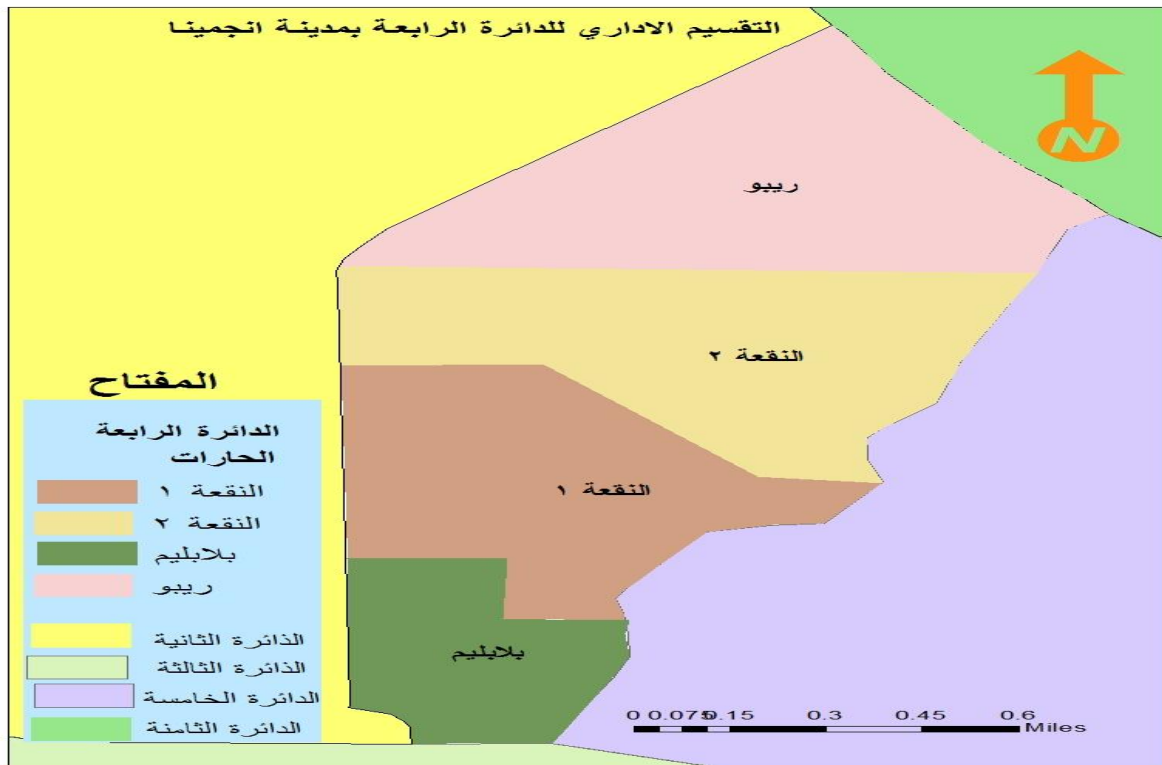 التقسيم الاداري للدائرة الرابعة بمدينة انجمينا
N
ريبو
النقعة ٢
النقعة ١
بلابليم
المفتاح
الدائرة الرابعة
الحارات
النقعة ١
النقعة ٢
بلابليم
ريبو
الذائرة الثانية
الذائرة الثالثة
الدائرة الخامسة
الدائرة الثامنة
0 0.075 0.15 0.3 0.45 0.6
Miles